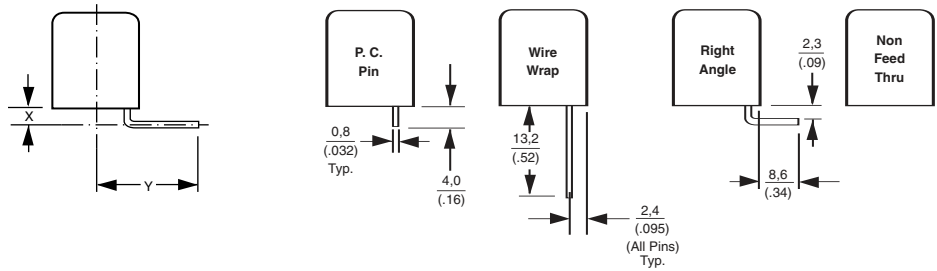 X
Y
P. C.
Pin
0,8
(.032)
Typ.
4,0
(.16)
Wire
Wrap
13,2
(.52)
2,4
(.095)
(All Pins)
Typ.
Right
Angle
2,3
(.09)
8,6
(.34)
Non
Feed
Thru